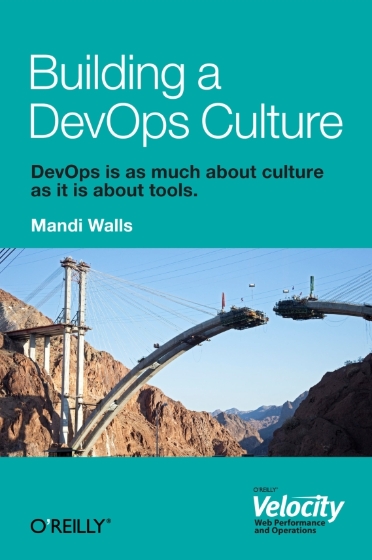 Building a
DevOps Culture
DevOps is as much about culture
as it is about tools.
Mandi Walls
O'REILLY®
O'REILLY®
Velocity
Web Performance
and Operations